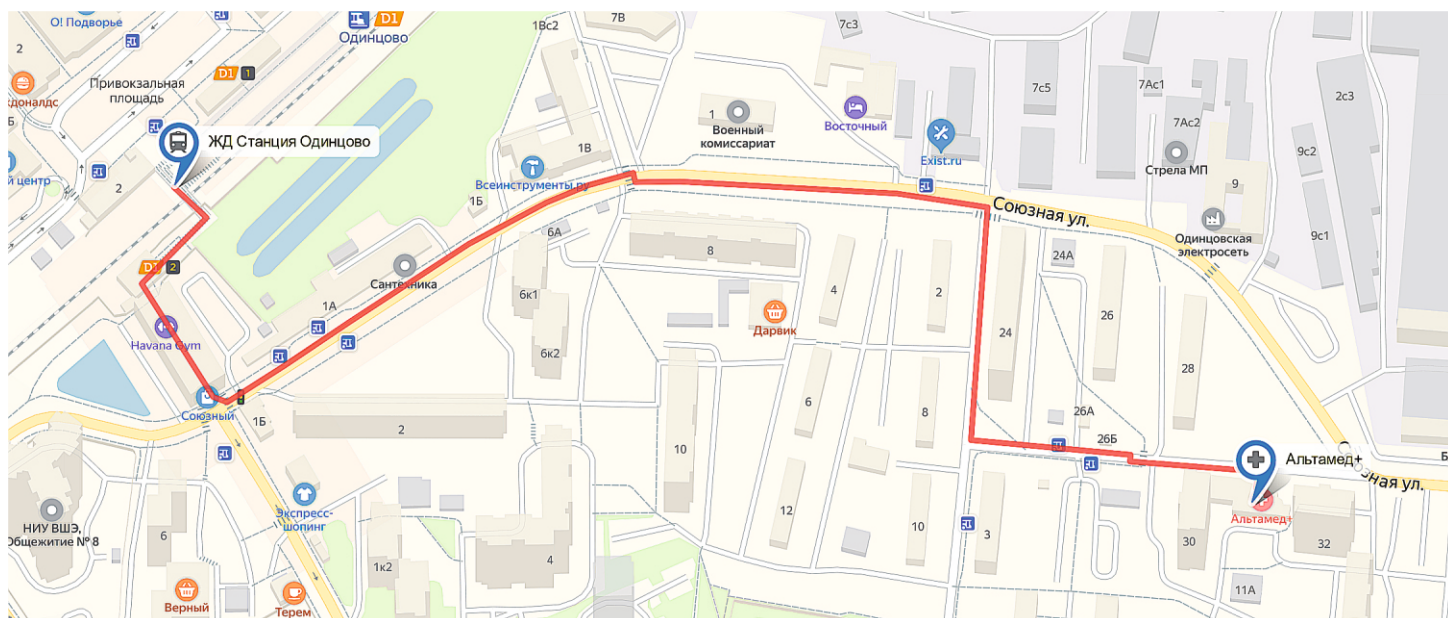 О! Подворье
2
D1
1
Одинцово
D1
7В
1Вс2
Привокзальная
площадь
кдоналдс
Б
ЖД Станция Одинцово
й центр
2
1В
Всеинструменты.ру
1Б
1
Военный
комиссариат
Восточный
Exist.ru
7с3
7с5
7Ас1
7Ас2
Стрела МП
9
9с2
2с3
9с1
Союзная ул.
Одинцовская
электросеть
2
6А
8
Сантехника
1А
6к1
6к2
Дарвик
4
2
24А
24
26
28
Havana Gym
Союзный
1Б
2
10
6
8
26А
26Б
Альтамед+
Союзная ул.
Б
НИУ ВШЭ,
Общежитие № 8
6
Экспресс-
шопинг
1к2
4
12
10
3
30
Альтамед+
32
11А
Верный
Терем